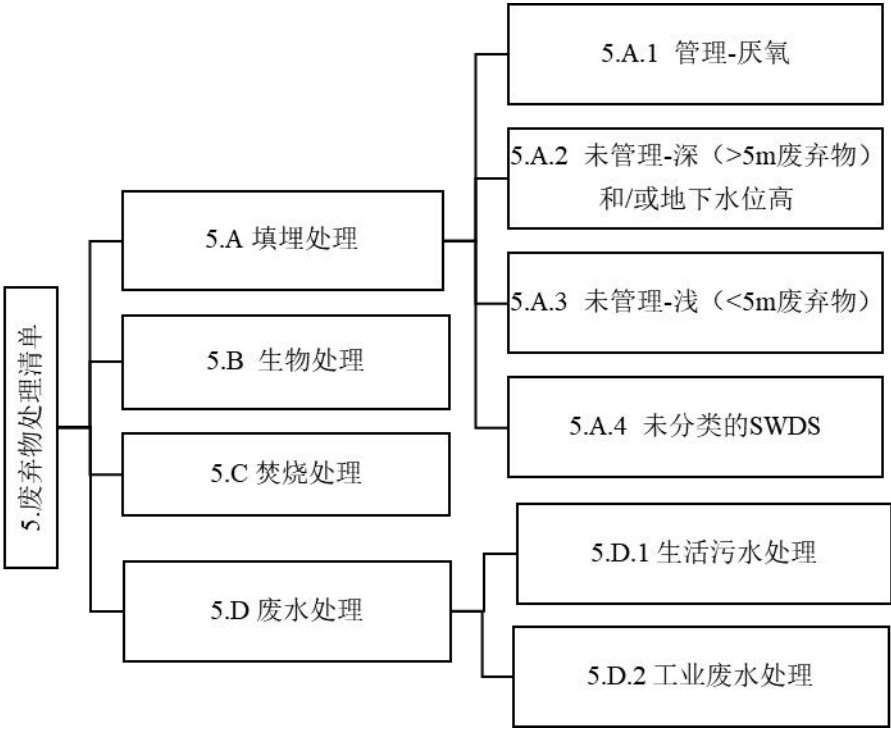 5.废弃物处理清单
5.A 填埋处理
5.A.1 管理-厌氧
5.A.2 未管理-深（>5m废弃物）
和/或地下水位高
5.A.3 未管理-浅（<5m废弃物）
5.A.4 未分类的SWDS
5.B 生物处理
5.C 焚烧处理
5.D 废水处理
5.D.1 生活污水处理
5.D.2 工业废水处理